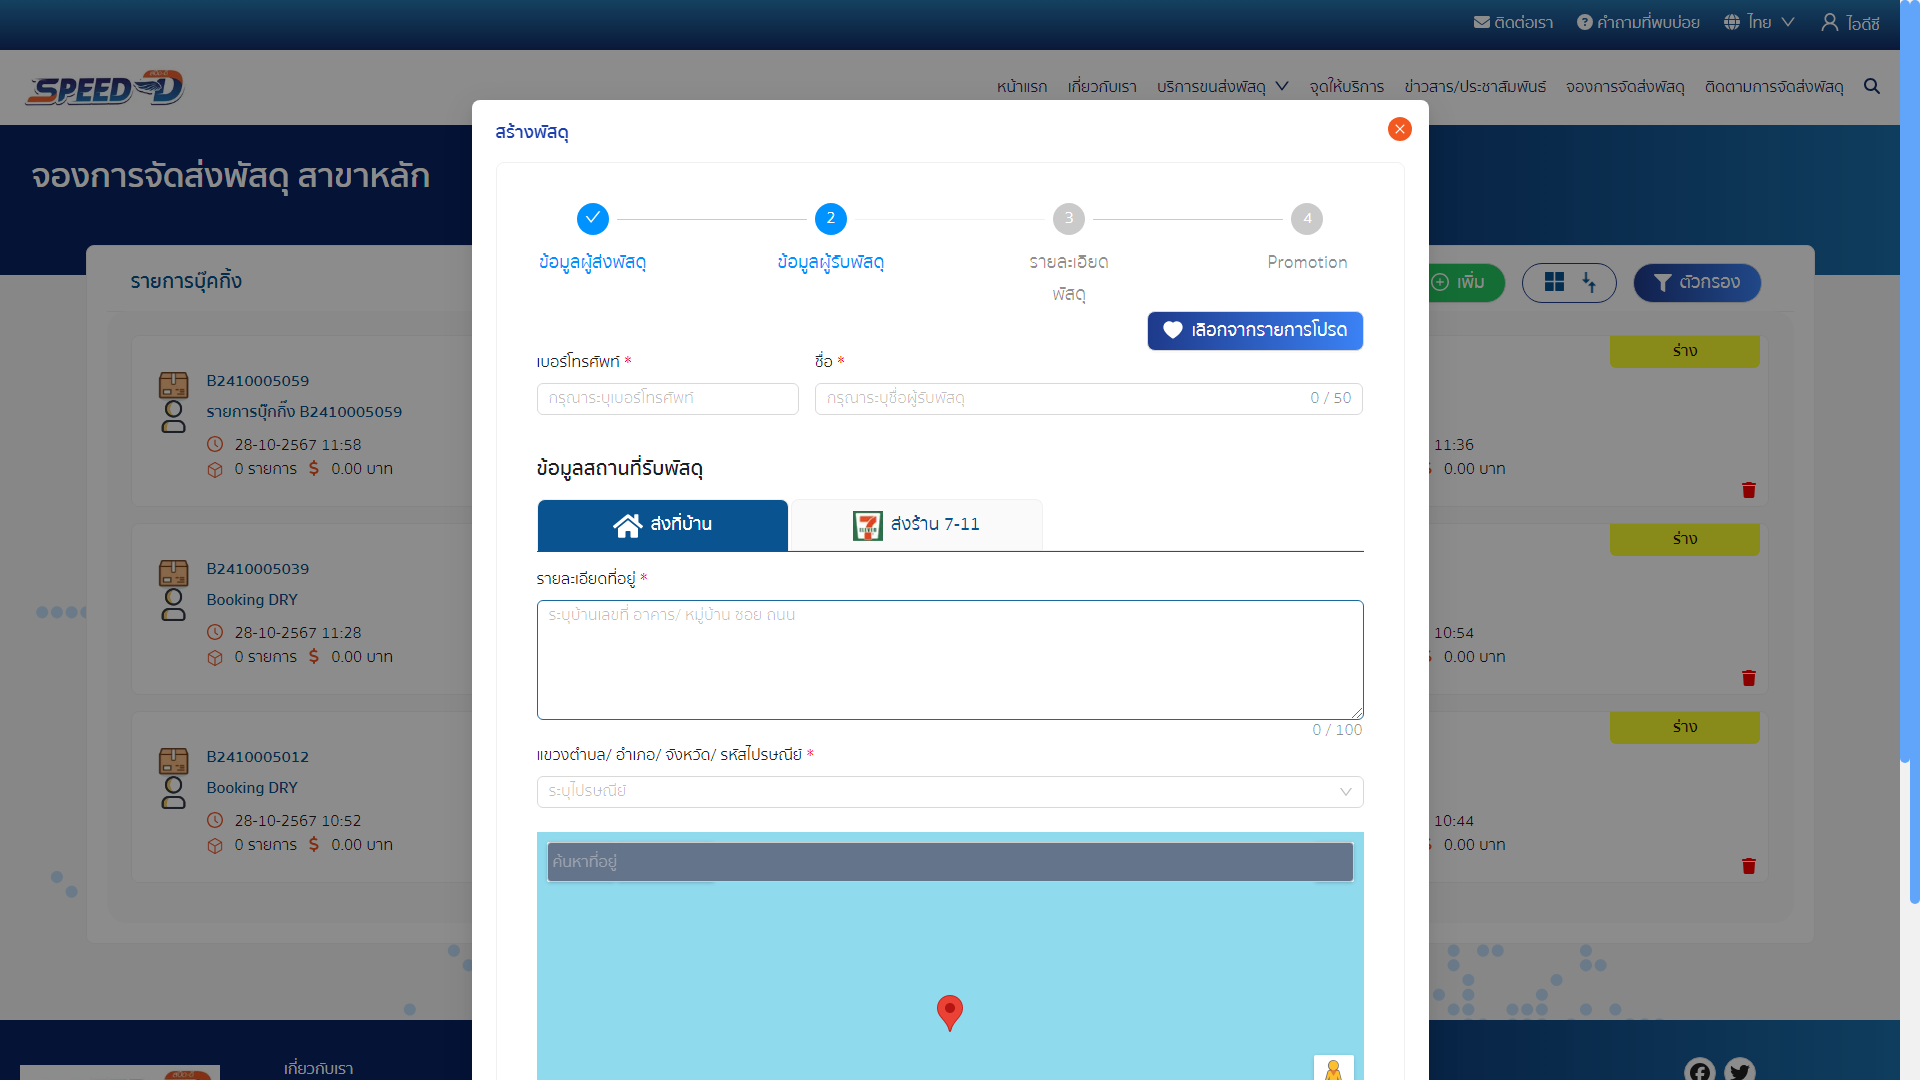 ติดต่อเรา
คำถามที่พบบ่อย
ไทย
ไอดีซี
SPEED-D
หน้าแรก
เกี่ยวกับเรา
บริการขนส่งพัสดุ
จุดให้บริการ
ข่าวสาร/ประชาสัมพันธ์
จองการจัดส่งพัสดุ
ติดตามการจัดส่งพัสดุ
จองการจัดส่งพัสดุ สาขาหลัก
สร้างพัสดุ
2
3
4
ข้อมูลผู้ส่งพัสดุ
ข้อมูลผู้รับพัสดุ
รายละเอียด
พัสดุ
Promotion
เลือกจากรายการโปรด
เบอร์โทรศัพท์ *
ชื่อ *
กรุณาระบุเบอร์โทรศัพท์
กรุณาระบุชื่อผู้รับพัสดุ
0 / 50
ข้อมูลสถานที่รับพัสดุ
ส่งที่บ้าน
ส่งร้าน 7-11
รายละเอียดที่อยู่ *
ระบุบ้านเลขที่ อาคาร/ หมู่บ้าน ซอย ถนน
0 / 100
แขวงตำบล/ อำเภอ/ จังหวัด/ รหัสไปรษณีย์ *
ระบุไปรษณีย์
ค้นหาที่อยู่
รายการบุ๊คกิ้ง
เพิ่ม
ตัวกรอง
B2410005059
รายการบุ๊กกิ๊ง B2410005059
28-10-2567 11:58
0 รายการ
0.00 บาท
ร่าง
11:36
0.00 บาท
B2410005039
Booking DRY
28-10-2567 11:28
0 รายการ
0.00 บาท
ร่าง
10:54
0.00 บาท
B2410005012
Booking DRY
28-10-2567 10:52
0 รายการ
0.00 บาท
ร่าง
10:44
0.00 บาท
เกี่ยวกับเรา